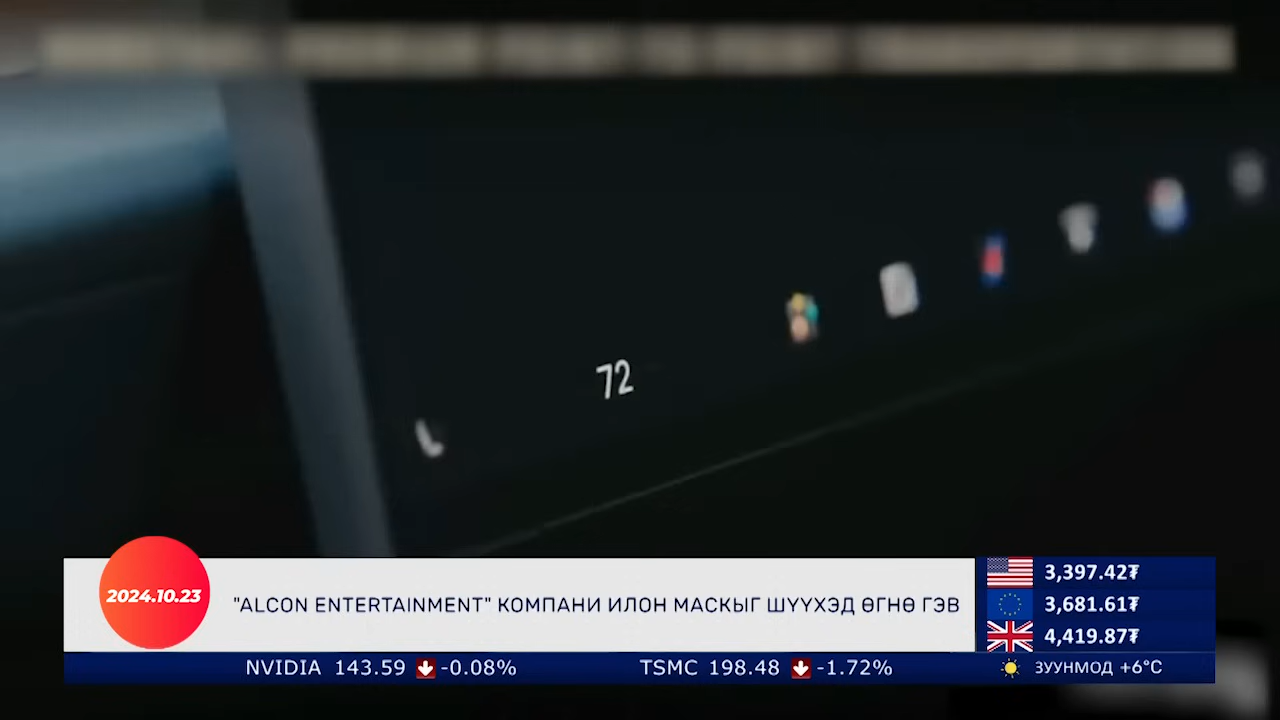 72
2024.10.23
"ALCON ENTERTAINMENT" КОМПАНИ ИЛОН МАСКЫГ ШҮҮХЭД ӨГНӨ ГЭВ
3,397.42₮
3,681.61₮
4,419.87₮
NVIDIA 143.59 -0.08% TSMC 198.48 -1.72% ЗУУНМОД +6°C